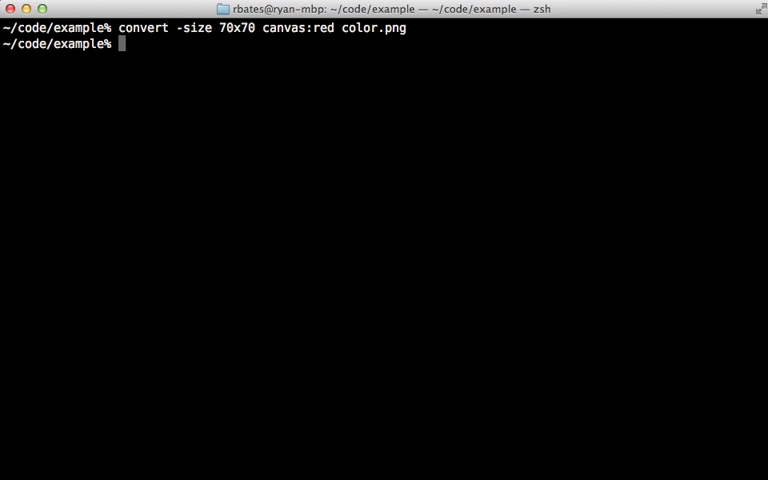 rbates@ryan-mbp: ~/code/example — ~/code/example — zsh
~/code/example% convert -size 70x70 canvas:red color.png
~/code/example%